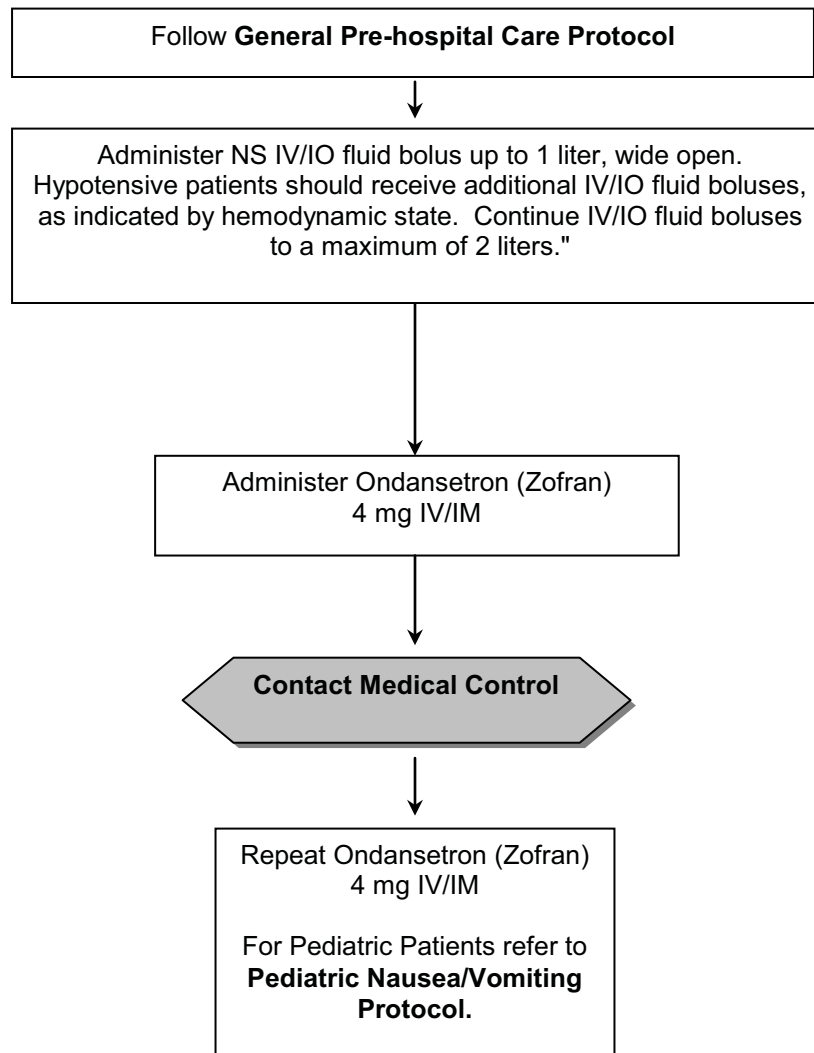 Follow General Pre-hospital Care Protocol
Administer NS IV/IO fluid bolus up to 1 liter, wide open.
Hypotensive patients should receive additional IV/IO fluid boluses,
as indicated by hemodynamic state.  Continue IV/IO fluid boluses
to a maximum of 2 liters."
Administer Ondansetron (Zofran)
4 mg IV/IM
Contact Medical Control
Repeat Ondansetron (Zofran)
4 mg IV/IM
For Pediatric Patients refer to
Pediatric Nausea/Vomiting
Protocol.